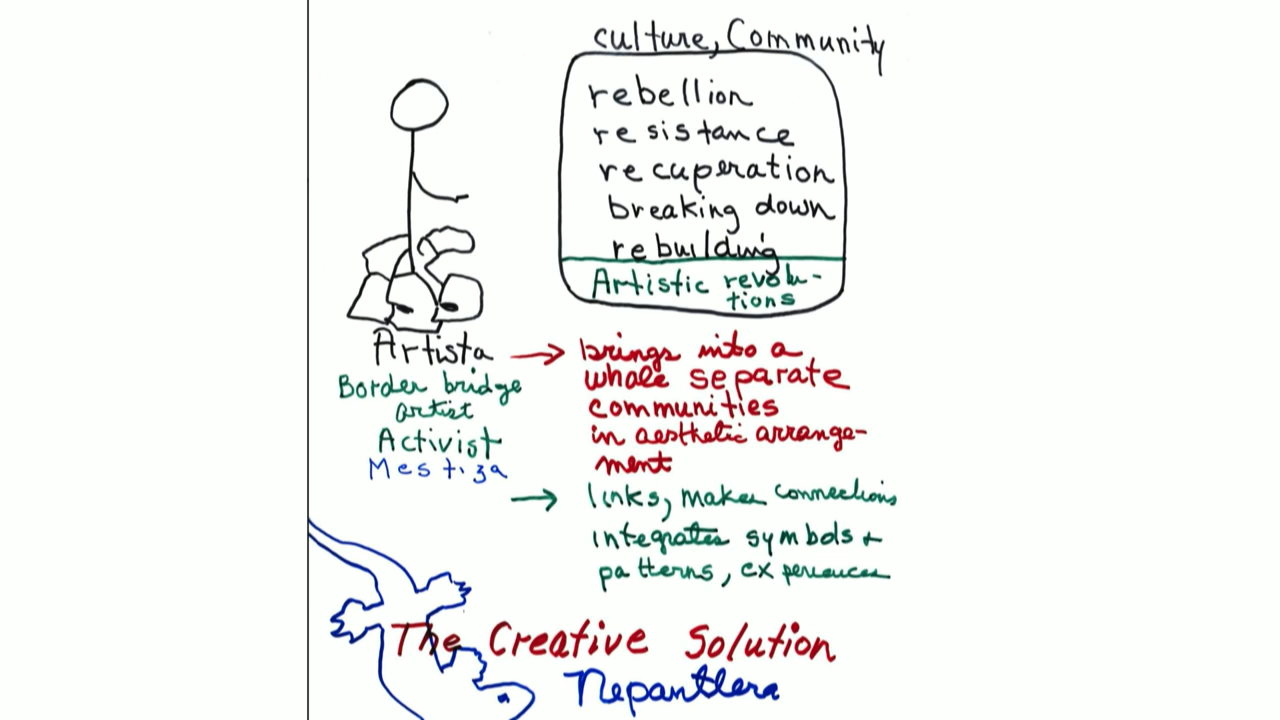 culture, Community
rebellion
resistance
recuperation
breaking down
rebuilding
Artistic revolu-
tions
Artista → brings into a
whole separate
communities
in aesthetic arrange-
ment
Border bridge
artist
Activist
Mestiza
→ links, makes connections
integrates symbols +
patterns, experiences
The Creative Solution
Nepantlera